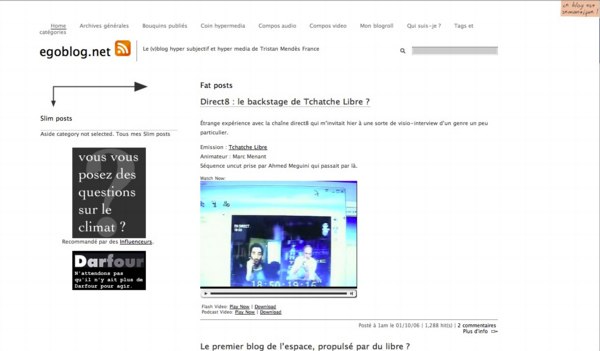 un blog non
Home Archives générales Bouquins publiés Coin hypermedia Compos audio Compos video Mon blogroll Qui suis-je ? Tags et
catégories
egoblog.net
Le (v)blog hyper subjectif et hyper media de Tristan Mendès France
Slim posts
Aside category not selected. Tous mes Slim posts
vous vous
posez des
questions
sur le
climat ?
?
Recommandé par des Influenceurs.
Darfour
N'attendons pas
qu'il n'y ait plus de
Darfour pour agir.
Fat posts
Direct8 : le backstage de Tchatche Libre ?
Étrange expérience avec la chaîne direct8 qui m'invitait hier à une sorte de visio-interview d'un genre un peu
particulier.
Emission : Tchatche Libre
Animateur : Marc Menant
Séquence uncut prise par Ahmed Meguini qui passait par là.
Watch Now:
18:50:19:16
Flash Video: Play Now | Download
Podcast Video: Play Now | Download
Posté à 1am le 01/10/06 | 1,288 hit(s) | 2 commentaires
Plus d'info =>
Le premier blog de l'espace, propulsé par du libre ?